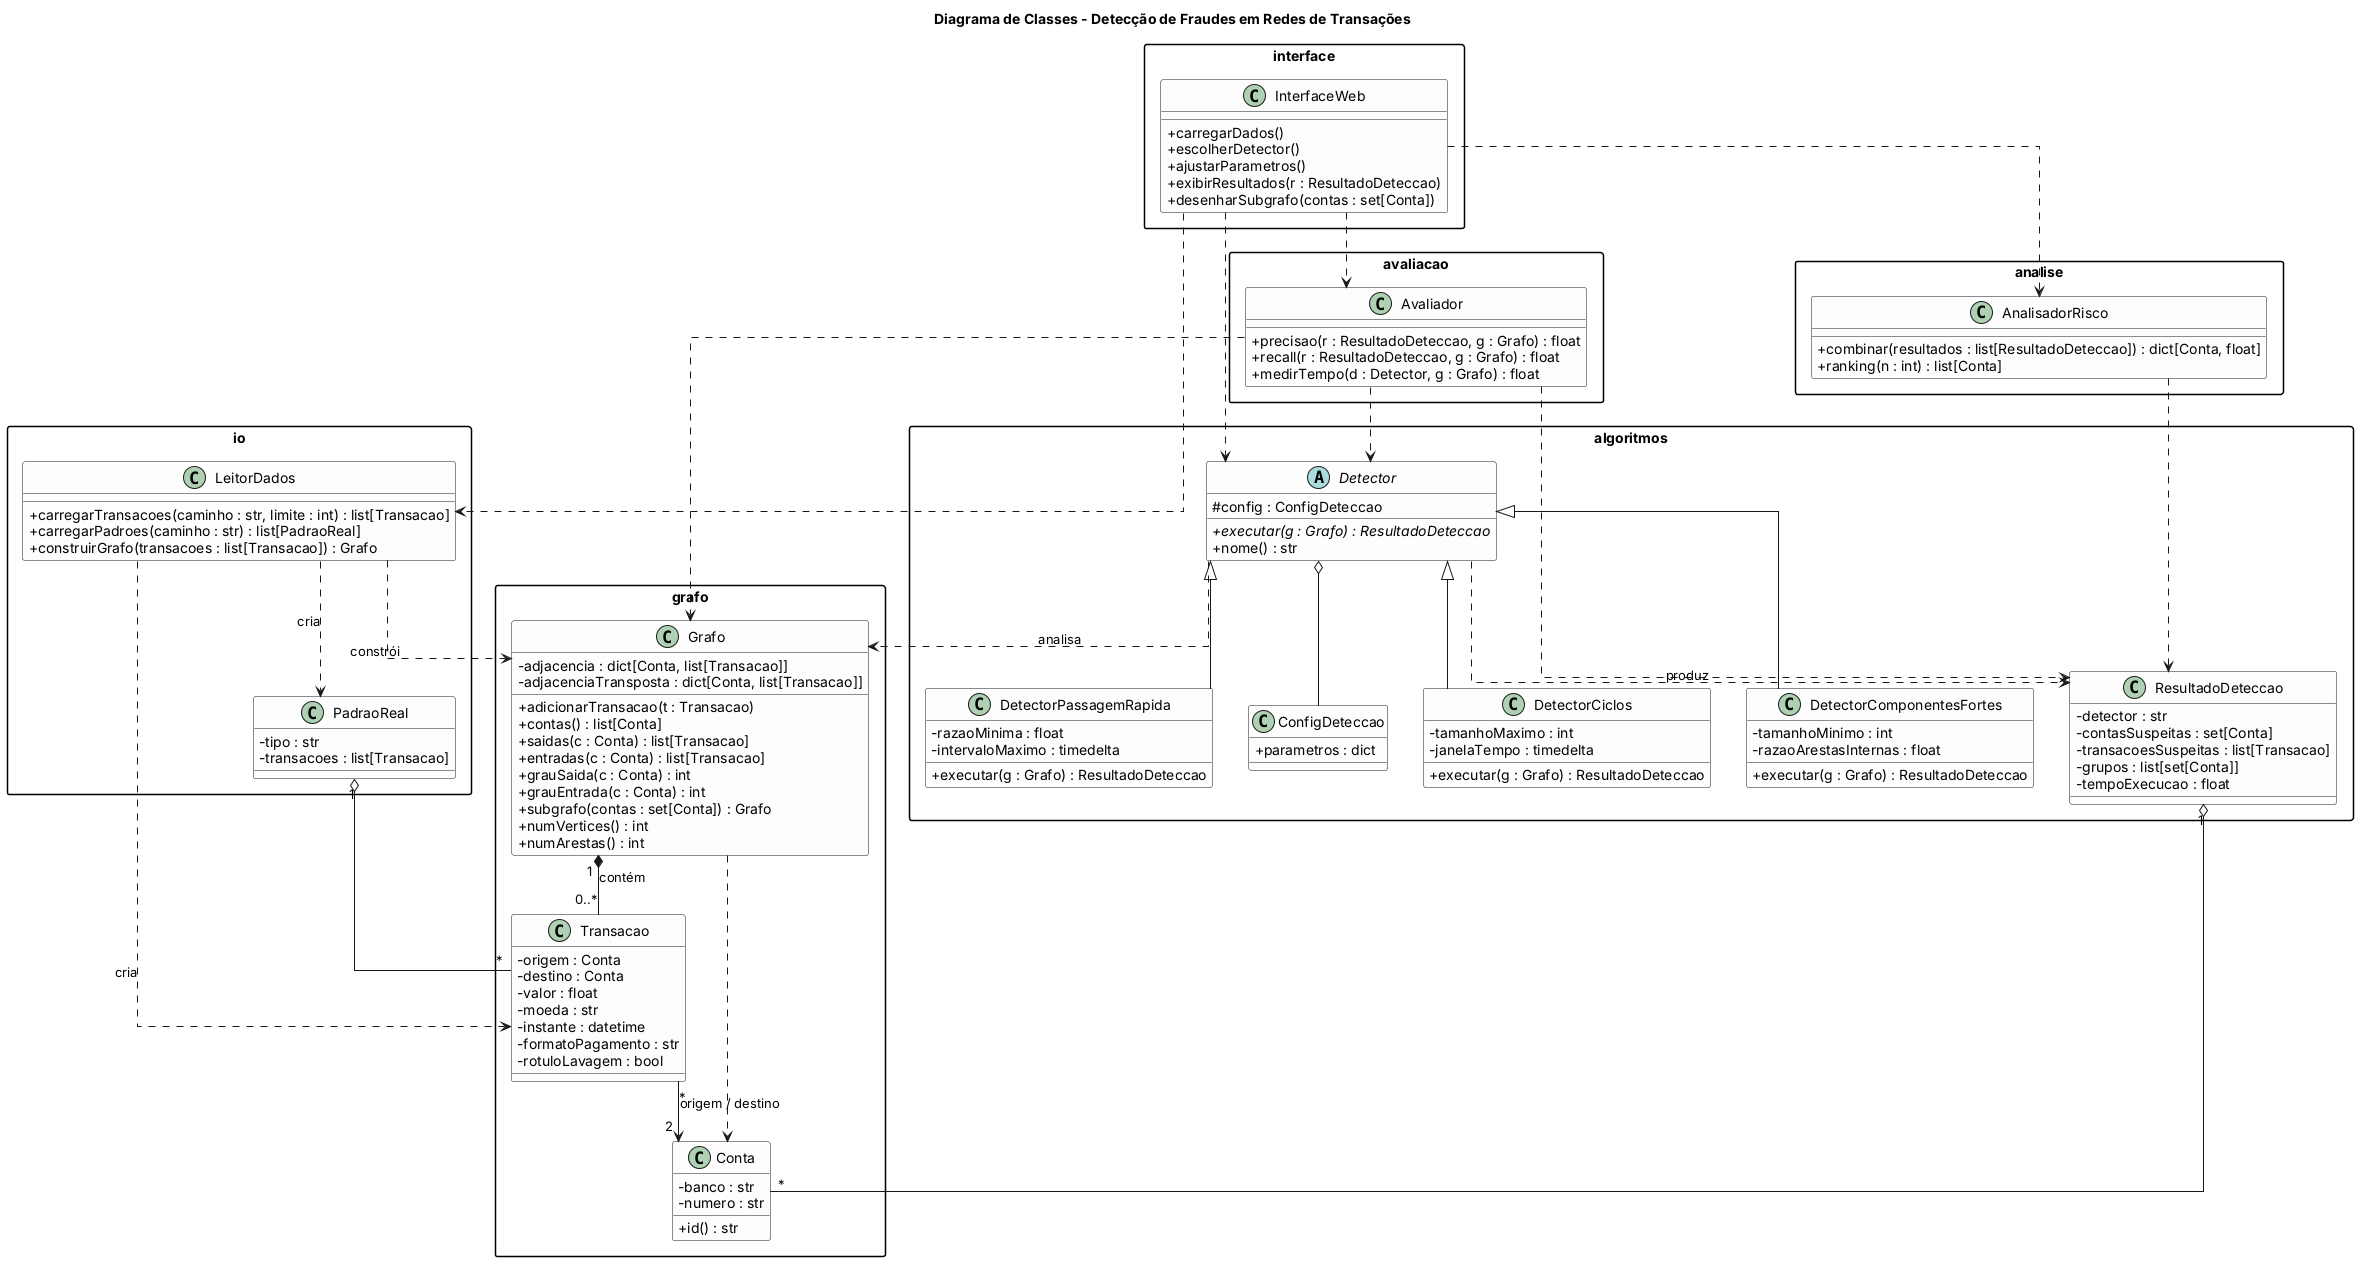 Diagrama de Classes - Detecção de Fraudes em Redes de Transações
interface
C InterfaceWeb
+carregarDados()
+escolherDetector()
+ajustarParametros()
+exibirResultados(r : ResultadoDeteccao)
+desenharSubgrafo(contas : set[Conta])
avaliacao
C Avaliador
+precisao(r : ResultadoDeteccao, g : Grafo) : float
+recall(r : ResultadoDeteccao, g : Grafo) : float
+medirTempo(d : Detector, g : Grafo) : float
analise
C AnalisadorRisco
+combinar(resultados : list[ResultadoDeteccao]) : dict[Conta, float]
+ranking(n : int) : list[Conta]
io
C LeitorDados
+carregarTransacoes(caminho : str, limite : int) : list[Transacao]
+carregarPadroes(caminho : str) : list[PadraoReal]
+construirGrafo(transacoes : list[Transacao]) : Grafo
cria
constrói
C PadraoReal
-tipo : str
-transacoes : list[Transacao]
1
*
cria
algoritmos
A Detector
#config : ConfigDeteccao
+executar(g : Grafo) : ResultadoDeteccao
+nome() : str
analisa
produz
C DetectorPassagemRapida
-razaoMinima : float
-intervaloMaximo : timedelta
+executar(g : Grafo) : ResultadoDeteccao
C ConfigDeteccao
+parametros : dict
C DetectorCiclos
-tamanhoMaximo : int
-janelaTempo : timedelta
+executar(g : Grafo) : ResultadoDeteccao
C DetectorComponentesFortes
-tamanhoMinimo : int
-razaoArestasInternas : float
+executar(g : Grafo) : ResultadoDeteccao
C ResultadoDeteccao
-detector : str
-contasSuspeitas : set[Conta]
-transacoesSuspeitas : list[Transacao]
-grupos : list[set[Conta]]
-tempoExecucao : float
1
grafo
C Grafo
-adjacencia : dict[Conta, list[Transacao]]
-adjacenciaTransposta : dict[Conta, list[Transacao]]
+adicionarTransacao(t : Transacao)
+contas() : list[Conta]
+saidas(c : Conta) : list[Transacao]
+entradas(c : Conta) : list[Transacao]
+grauSaida(c : Conta) : int
+grauEntrada(c : Conta) : int
+subgrafo(contas : set[Conta]) : Grafo
+numVertices() : int
+numArestas() : int
1
contém
0..*
C Transacao
-origem : Conta
-destino : Conta
-valor : float
-moeda : str
-instante : datetime
-formatoPagamento : str
-rotuloLavagem : bool
*
origem / destino
2
C Conta
-banco : str
-numero : str
+id() : str
*